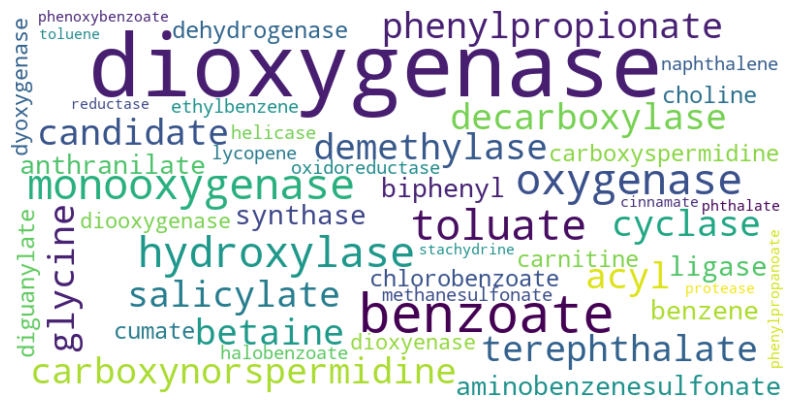 phenoxybenzoate
toluene
dehydrogenase
phenylpropionate
dyoxygenase
dioxygenase
naphthalene
reductase
ethylbenzene
choline
candidate
helicase
demethylase
decarboxylase
lycopene
oxidoreductase
carboxyspermidine
anthranilate
monooxygenase
biphenyl
oxygenase
cinnamate
phthalate
diooxygenase
synthase
toluate
cyclase
diguanylate
glycine
hydroxylase
stachydrine
carnitine
acyl
ligase
phenylpropanoate
salicylate
chlorobenzoate
methanesulfonate
protease
cumate
betaine
benzoate
benzene
halobenzoate
dioxyenase
terephthalate
carboxynorspermidine
aminobenzenesulfonate